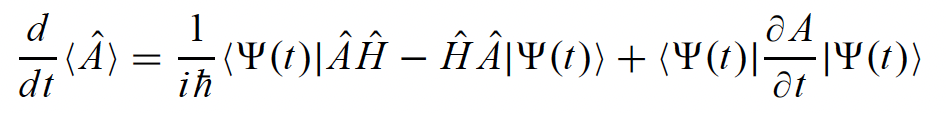 d/dt ⟨Â⟩ = 1/iħ ⟨Ψ(t)|ÂĤ − ĤÂ|Ψ(t)⟩ + ⟨Ψ(t)|∂A/∂t|Ψ(t)⟩